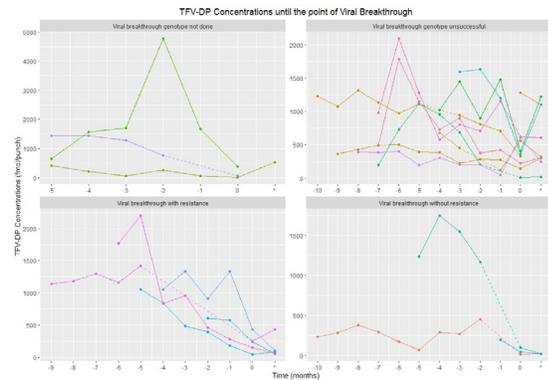 TFV-DP Concentrations until the point of Viral Breakthrough
Viral breakthrough genotype not done
Viral breakthrough genotype unsuccessful
5000
4000
3000
2000
1000
0
-5 -4 -3 -2 -1 0 *
2000
1500
1000
500
0
-10 -9 -8 -7 -6 -5 -4 -3 -2 -1 0 *
TFV-DP Concentrations (fmol/punch)
Viral breakthrough with resistance
Viral breakthrough without resistance
2000
1500
1000
500
0
-9 -8 -7 -6 -5 -4 -3 -2 -1 0 *
1500
1000
500
0
-10 -9 -8 -7 -6 -5 -4 -3 -2 -1 0 *
Time (months)